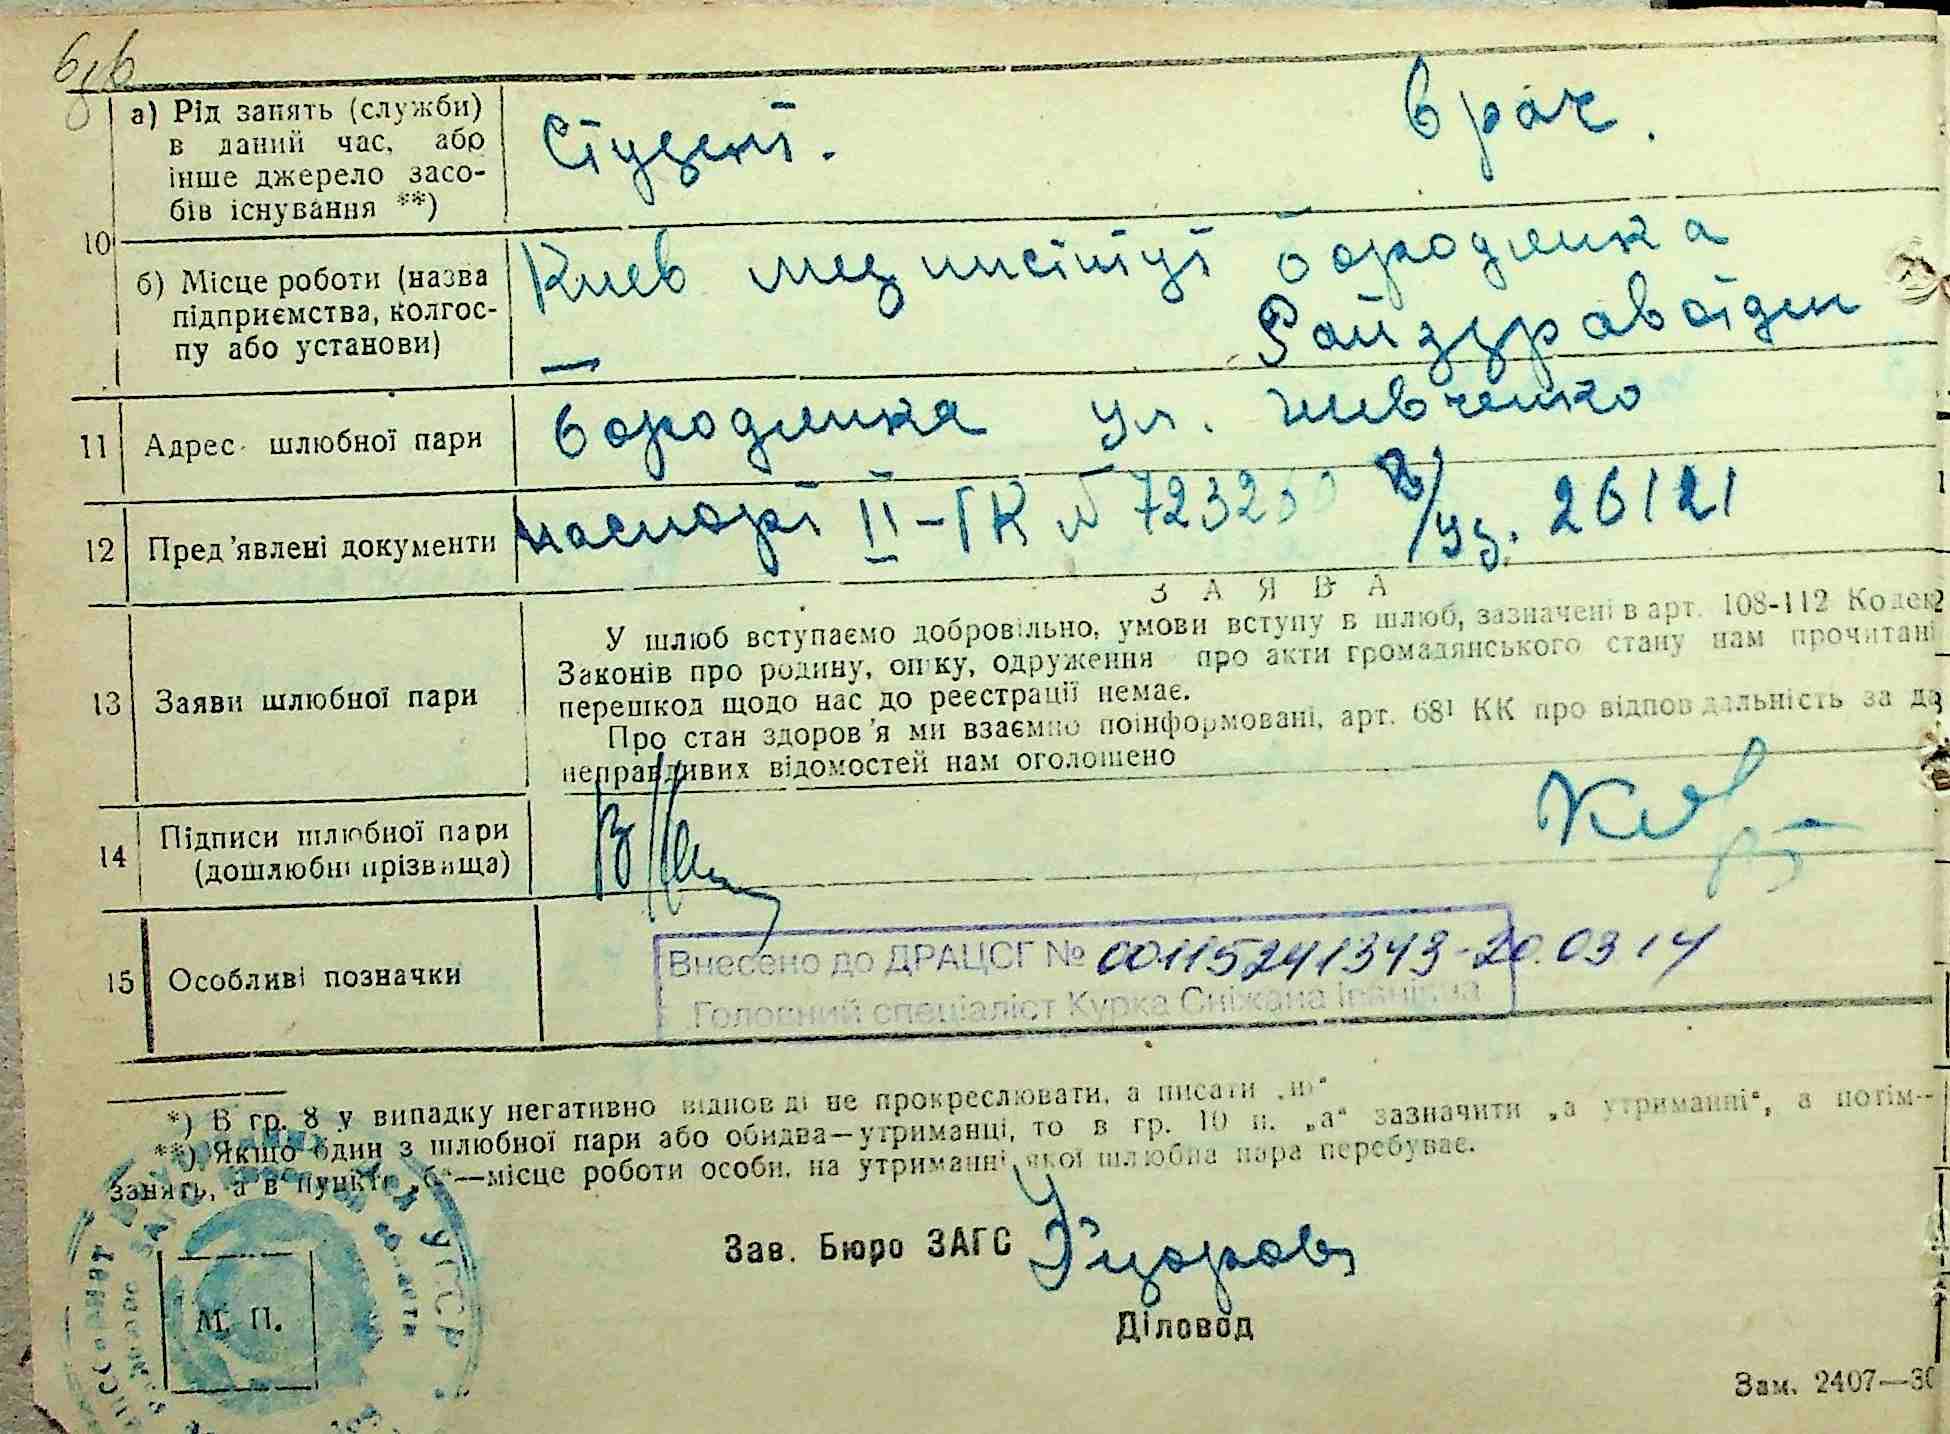 а) Рід занять (служби)
в даний час, або
інше джерело засо-
бів існування **)
Студент.
врач.
10
б) Місце роботи (назва
підприємства, колгос-
пу або установи)
Киев мединститут
бородянка
Райздравотдел
11 Адрес шлюбної пари
бородянка ул. шевченко
12 Пред'явлені документи
паспорт II-ГК № 7232 уд. 26121
13 Заяви шлюбної пари
ЗАЯВА
У шлюб вступаємо добровільно, умови вступу в шлюб, зазначені в арт. 108-112 Кодек
Законів про родину, опіку, одруження про акти громадянського стану нам прочитані
перешкод щодо нас до реєстрації немає.
Про стан здоров'я ми взаємно поінформовані, арт. 68¹ КК про відповідальність за да
неправдивих відомостей нам оголошено
14 Підписи шлюбної пари
(дошлюбні прізвища)
15 Особливі позначки
Внесено до ДРАЦСГ № 00115241343-20.03 14
Головний спеціаліст Курка Сніжана Іванівна
*) В гр. 8 у випадку негативно відповіді не прокреслювати, а писати „ні“
**) Якщо один з шлюбної пари або обидва—утриманці, то в гр. 10 п. „а“ зазначити „а утриманні“, а потім—
занять, а в пункті „б“—місце роботи особи, на утриманні якої шлюбна пара перебуває.
Зав. Бюро ЗАГС
Діловод
М. П.
УССР
Зам. 2407—30